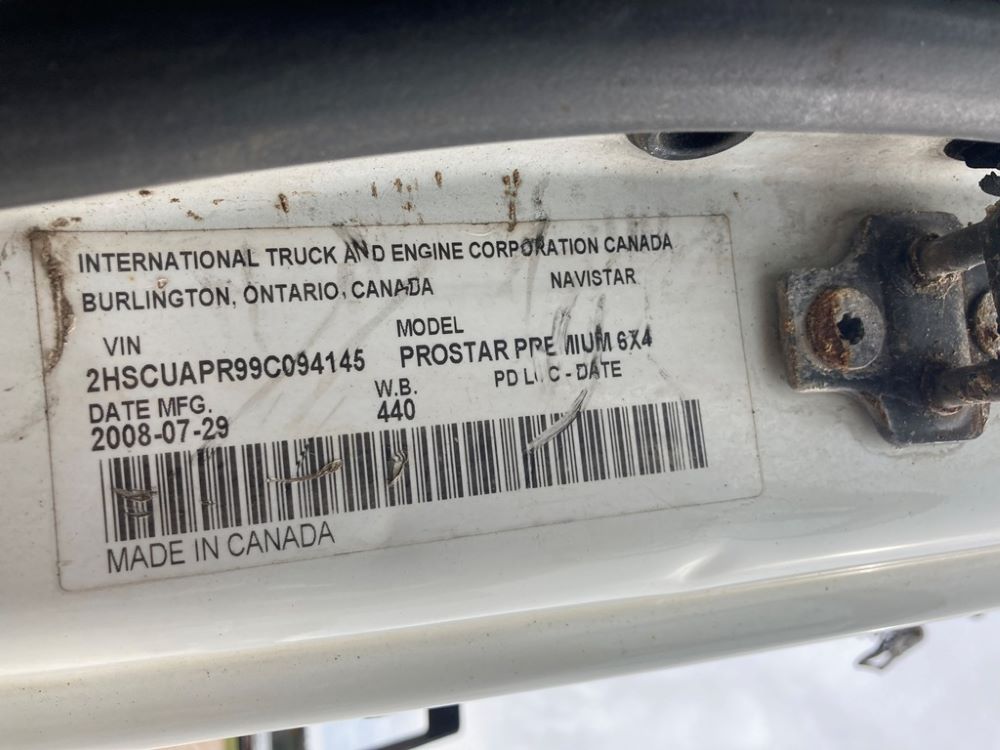 INTERNATIONAL TRUCK AND ENGINE CORPORATION CANADA
BURLINGTON, ONTARIO, CANADA NAVISTAR
VIN MODEL
2HSCUAPR99C094145 PROSTAR PREMIUM 6X4
DATE MFG. W.B. PD LOC - DATE
2008-07-29 440
MADE IN CANADA